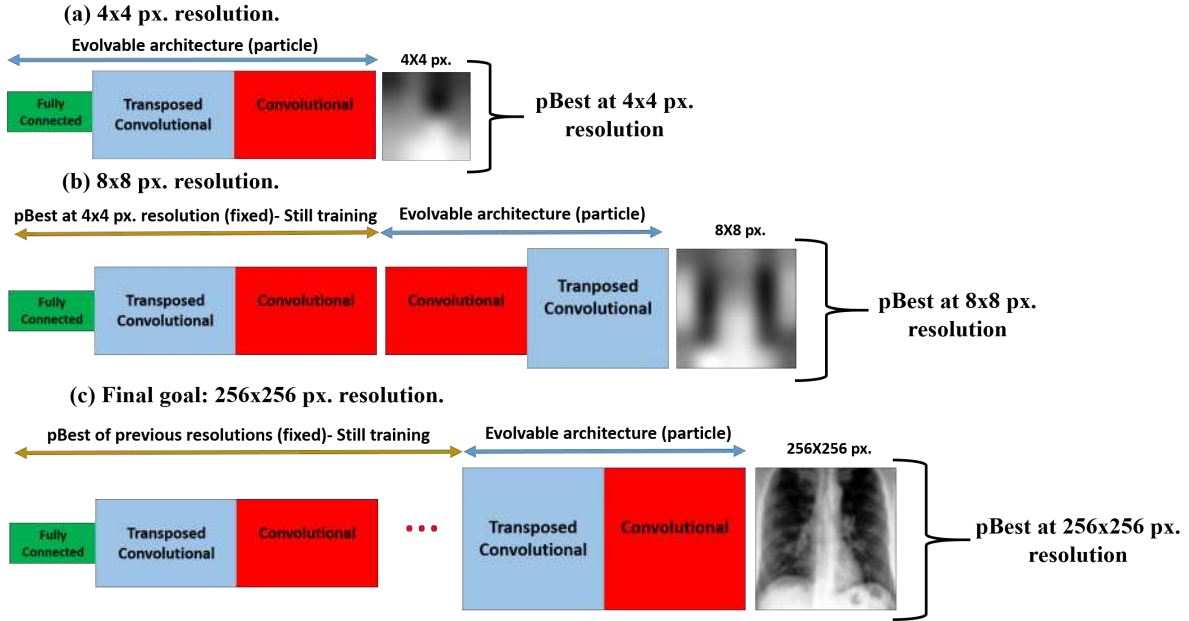 (a) 4x4 px. resolution.
Evolvable architecture (particle)
4X4 px.
Fully
Connected
Transposed
Convolutional
Convolutional
pBest at 4x4 px.
resolution
(b) 8x8 px. resolution.
pBest at 4x4 px. resolution (fixed)- Still training
Evolvable architecture (particle)
8X8 px.
Fully
Connected
Transposed
Convolutional
Convolutional
Convolutional
Tranposed
Convolutional
pBest at 8x8 px.
resolution
(c) Final goal: 256x256 px. resolution.
pBest of previous resolutions (fixed)- Still training
Evolvable architecture (particle)
256X256 px.
Fully
Connected
Transposed
Convolutional
Convolutional
...
Transposed
Convolutional
Convolutional
pBest at 256x256 px.
resolution